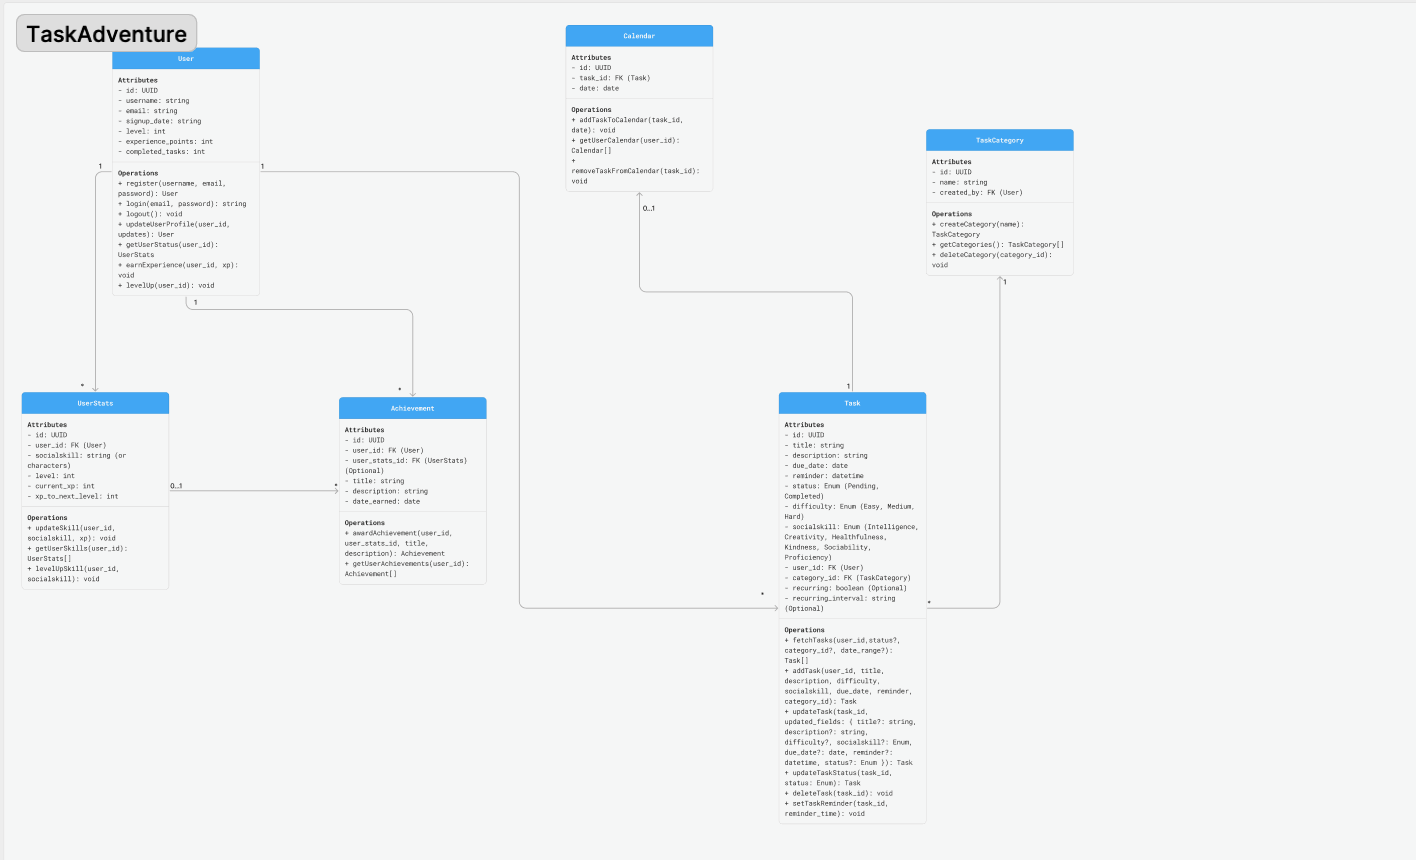 TaskAdventure
User
Attributes
- id: UUID
- username: string
- email: string
- signup_date: string
- level: int
- experience_points: int
- completed_tasks: int
Operations
+ register(username, email,
password): User
+ login(email, password): string
+ logout(): void
+ updateUserProfile(user_id,
updates): User
+ getUserStatus(user_id):
UserStats
+ earnExperience(user_id, xp):
void
+ levelUp(user_id): void
1
1
1
Calendar
Attributes
- id: UUID
- task_id: FK (Task)
- date: date
Operations
+ addTaskToCalendar(task_id,
date): void
+ getUserCalendar(user_id):
Calendar[]
+
removeTaskFromCalendar(task_id):
void
0...1
TaskCategory
Attributes
- id: UUID
- name: string
- created_by: FK (User)
Operations
+ createCategory(name):
TaskCategory
+ getCategories(): TaskCategory[]
+ deleteCategory(category_id):
void
1
*
UserStats
Attributes
- id: UUID
- user_id: FK (User)
- socialskill: string (or
characters)
- level: int
- current_xp: int
- xp_to_next_level: int
Operations
+ updateSkill(user_id,
socialskill, xp): void
+ getUserSkills(user_id):
UserStats[]
+ levelUpSkill(user_id,
socialskill): void
0...1
*
*
Achievement
Attributes
- id: UUID
- user_id: FK (User)
- user_stats_id: FK (UserStats)
(Optional)
- title: string
- description: string
- date_earned: date
Operations
+ awardAchievement(user_id,
user_stats_id, title,
description): Achievement
+ getUserAchievements(user_id):
Achievement[]
1
*
Task
Attributes
- id: UUID
- title: string
- description: string
- due_date: date
- reminder: datetime
- status: Enum (Pending,
Completed)
- difficulty: Enum (Easy, Medium,
Hard)
- socialskill: Enum (Intelligence,
Creativity, Healthfulness,
Kindness, Sociability,
Proficiency)
- user_id: FK (User)
- category_id: FK (TaskCategory)
- recurring: boolean (Optional)
- recurring_interval: string
(Optional)
*
Operations
+ fetchTasks(user_id,status?,
category_id?, date_range?):
Task[]
+ addTask(user_id, title,
description, difficulty,
socialskill, due_date, reminder,
category_id): Task
+ updateTask(task_id,
updated_fields: { title?: string,
description?: string,
difficulty?, socialskill?: Enum,
due_date?: date, reminder?:
datetime, status?: Enum }): Task
+ updateTaskStatus(task_id,
status: Enum): Task
+ deleteTask(task_id): void
+ setTaskReminder(task_id,
reminder_time): void